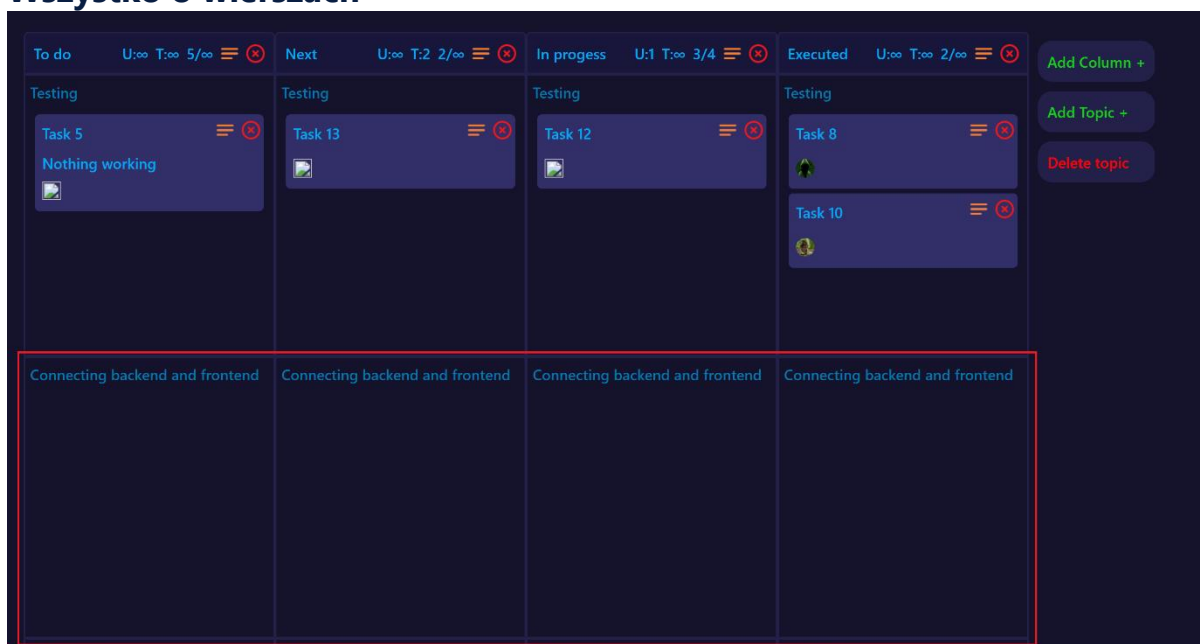 Wszystko o wierszach
To do U:∞ T:∞ 5/∞
Next U:∞ T:2 2/∞
In progess U:1 T:∞ 3/4
Executed U:∞ T:∞ 2/∞
Add Column +
Add Topic +
Delete topic
Testing
Testing
Testing
Testing
Task 5
Nothing working
Task 13
Task 12
Task 8
Task 10
Connecting backend and frontend
Connecting backend and frontend
Connecting backend and frontend
Connecting backend and frontend